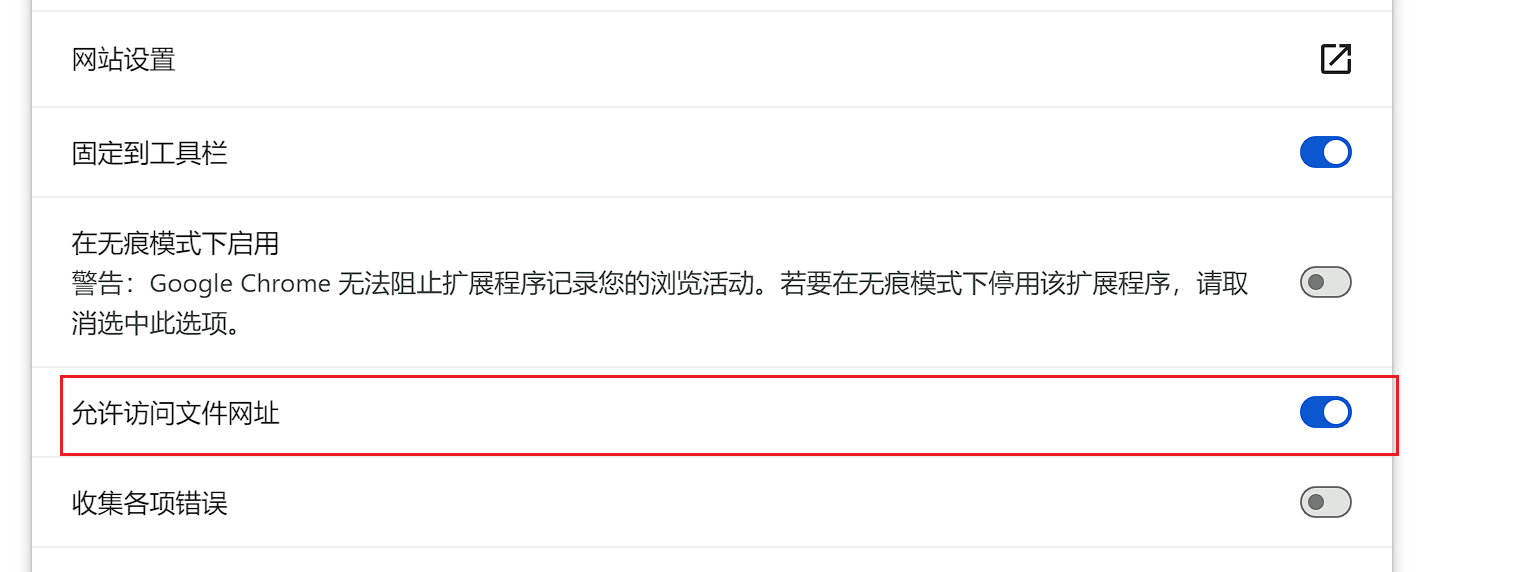 网站设置
固定到工具栏
在无痕模式下启用
警告：Google Chrome 无法阻止扩展程序记录您的浏览活动。若要在无痕模式下停用该扩展程序，请取
消选中此选项。
允许访问文件网址
收集各项错误